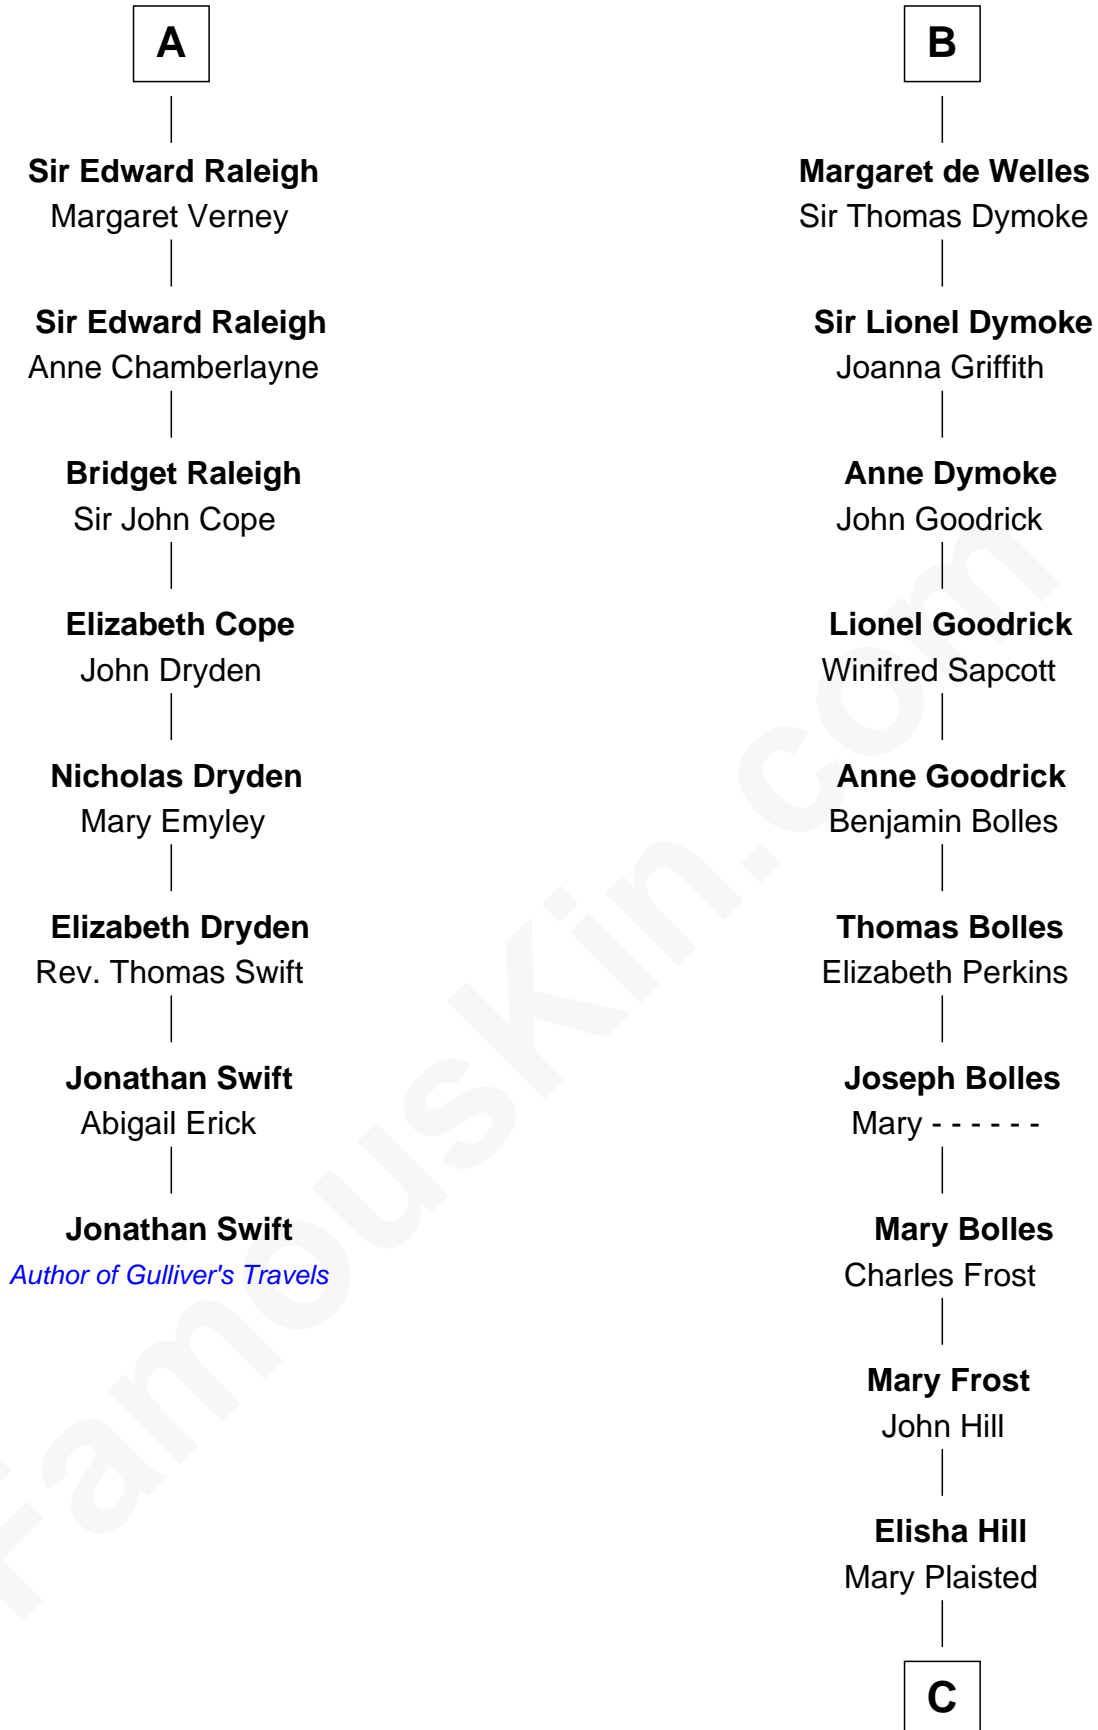 A
Sir Edward Raleigh
Margaret Verney
Sir Edward Raleigh
Anne Chamberlayne
Bridget Raleigh
Sir John Cope
Elizabeth Cope
John Dryden
Nicholas Dryden
Mary Emyley
Elizabeth Dryden
Rev. Thomas Swift
Jonathan Swift
Abigail Erick
Jonathan Swift
Author of Gulliver's Travels
B
Margaret de Welles
Sir Thomas Dymoke
Sir Lionel Dymoke
Joanna Griffith
Anne Dymoke
John Goodrick
Lionel Goodrick
Winifred Sapcott
Anne Goodrick
Benjamin Bolles
Thomas Bolles
Elizabeth Perkins
Joseph Bolles
Mary - - - - - -
Mary Bolles
Charles Frost
Mary Frost
John Hill
Elisha Hill
Mary Plaisted
C
FamousKin.com